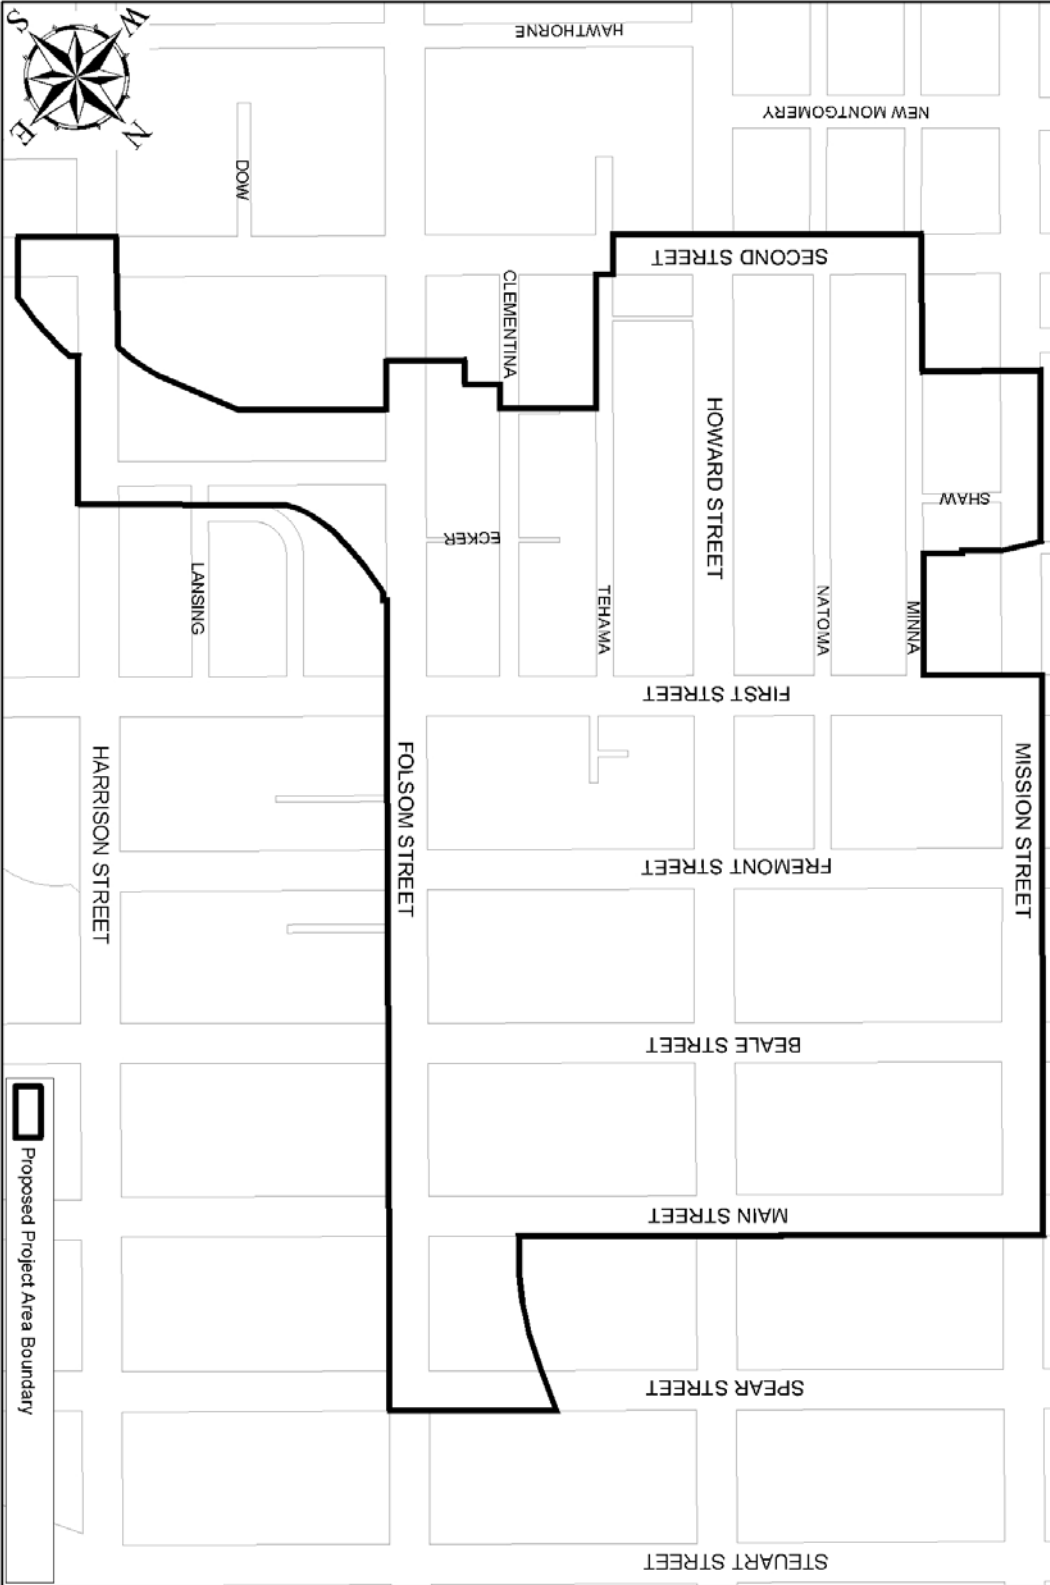 S
W
E
N
HAWTHORNE
NEW MONTGOMERY
DOW
SECOND STREET
CLEMENTINA
HOWARD STREET
SHAW
ECKER
LANSING
TEHAMA
NATOMA
MINNA
FIRST STREET
HARRISON STREET
FOLSOM STREET
MISSION STREET
FREMONT STREET
BEALE STREET
Proposed Project Area Boundary
MAIN STREET
SPEAR STREET
STEUART STREET